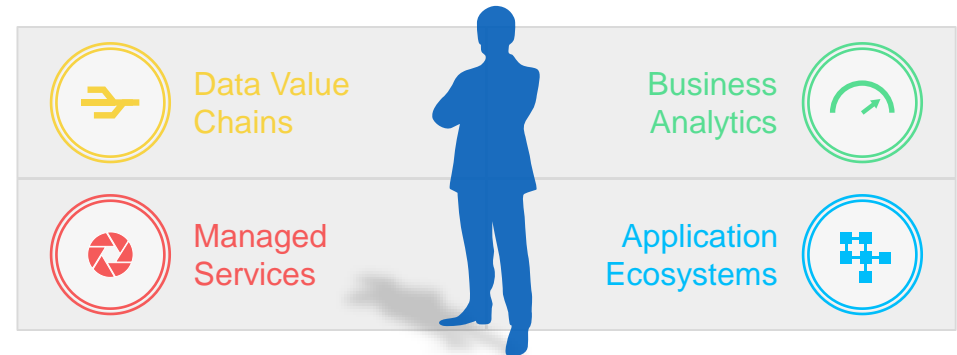 Data Value
Chains
Business
Analytics
Managed
Services
Application
Ecosystems